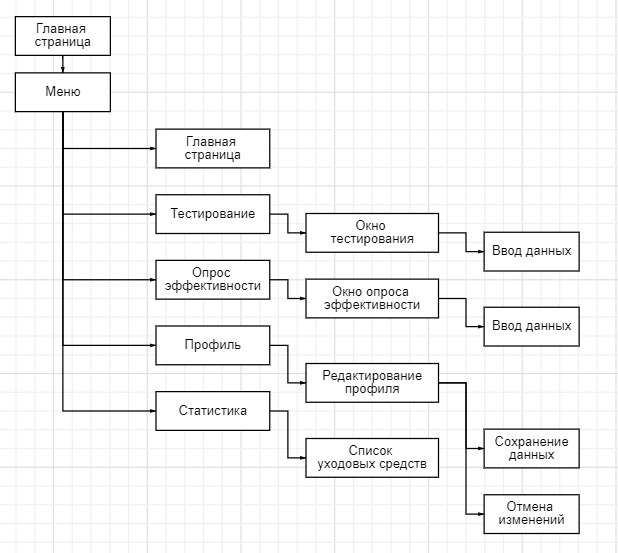 Главная
страница
Меню
Главная
страница
Тестирование
Окно
тестирования
Ввод данных
Опрос
эффективности
Окно опроса
эффективности
Ввод данных
Профиль
Редактирование
профиля
Статистика
Сохранение
данных
Список
уходовых средств
Отмена
изменений